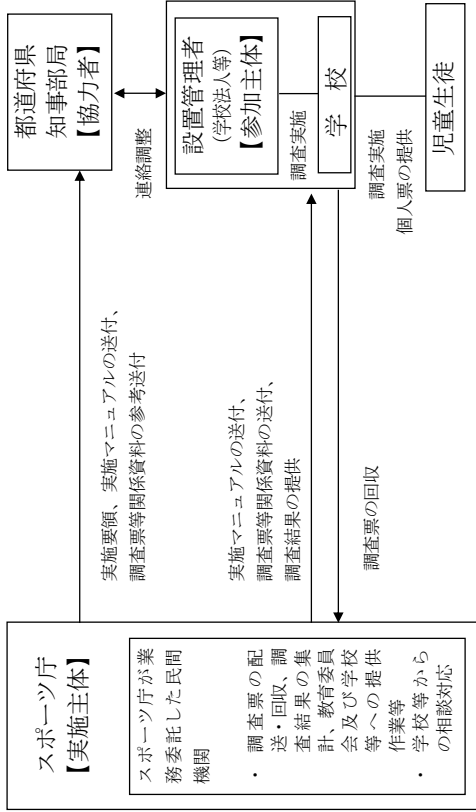 スポーツ庁
【実施主体】
スポーツ庁が業
務委託した民間
機関
・ 調査票の配
送・回収、調
査結果の集
計、教育委員
会及び学校
等への提供
作業等
・ 学校等から
の相談対応
実施要領、実施マニュアルの送付、
調査票等関係資料の参考送付
実施マニュアルの送付、
調査票等関係資料の送付、
調査結果の提供
調査票の回収
都道府県
知事部局
【協力者】
連絡調整
設置管理者
(学校法人等)
【参加主体】
調査実施
学 校
調査実施
個人票の提供
児童生徒